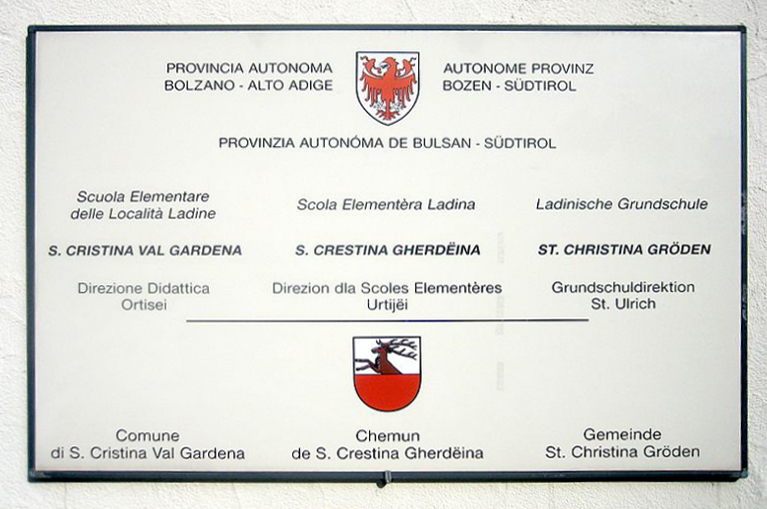 PROVINCIA AUTONOMA
BOLZANO - ALTO ADIGE
AUTONOME PROVINZ
BOZEN - SÜDTIROL
PROVINZIA AUTONÓMA DE BULSAN - SÜDTIROL
Scuola Elementare
delle Località Ladine
Scola Elementèra Ladina
Ladinische Grundschule
S. CRISTINA VAL GARDENA
S. CRESTINA GHERDËINA
ST. CHRISTINA GRÖDEN
Direzione Didattica
Ortisei
Direzion dla Scoles Elementères
Urtijëi
Grundschuldirektion
St. Ulrich
Comune
di S. Cristina Val Gardena
Chemun
de S. Crestina Gherdëina
Gemeinde
St. Christina Gröden